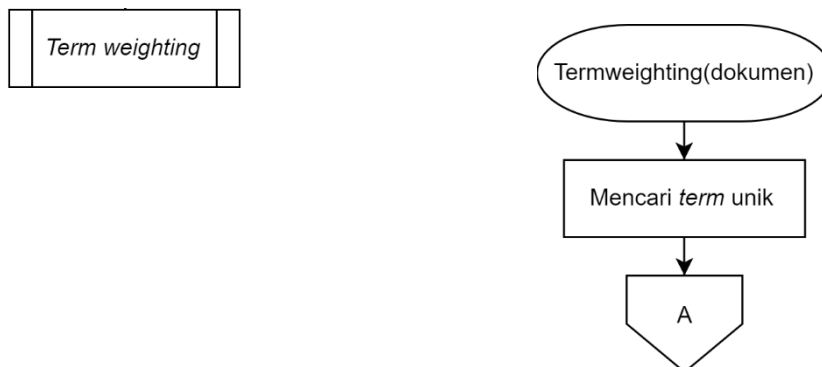 Term weighting
Termweighting(dokumen)
Mencari term unik
A